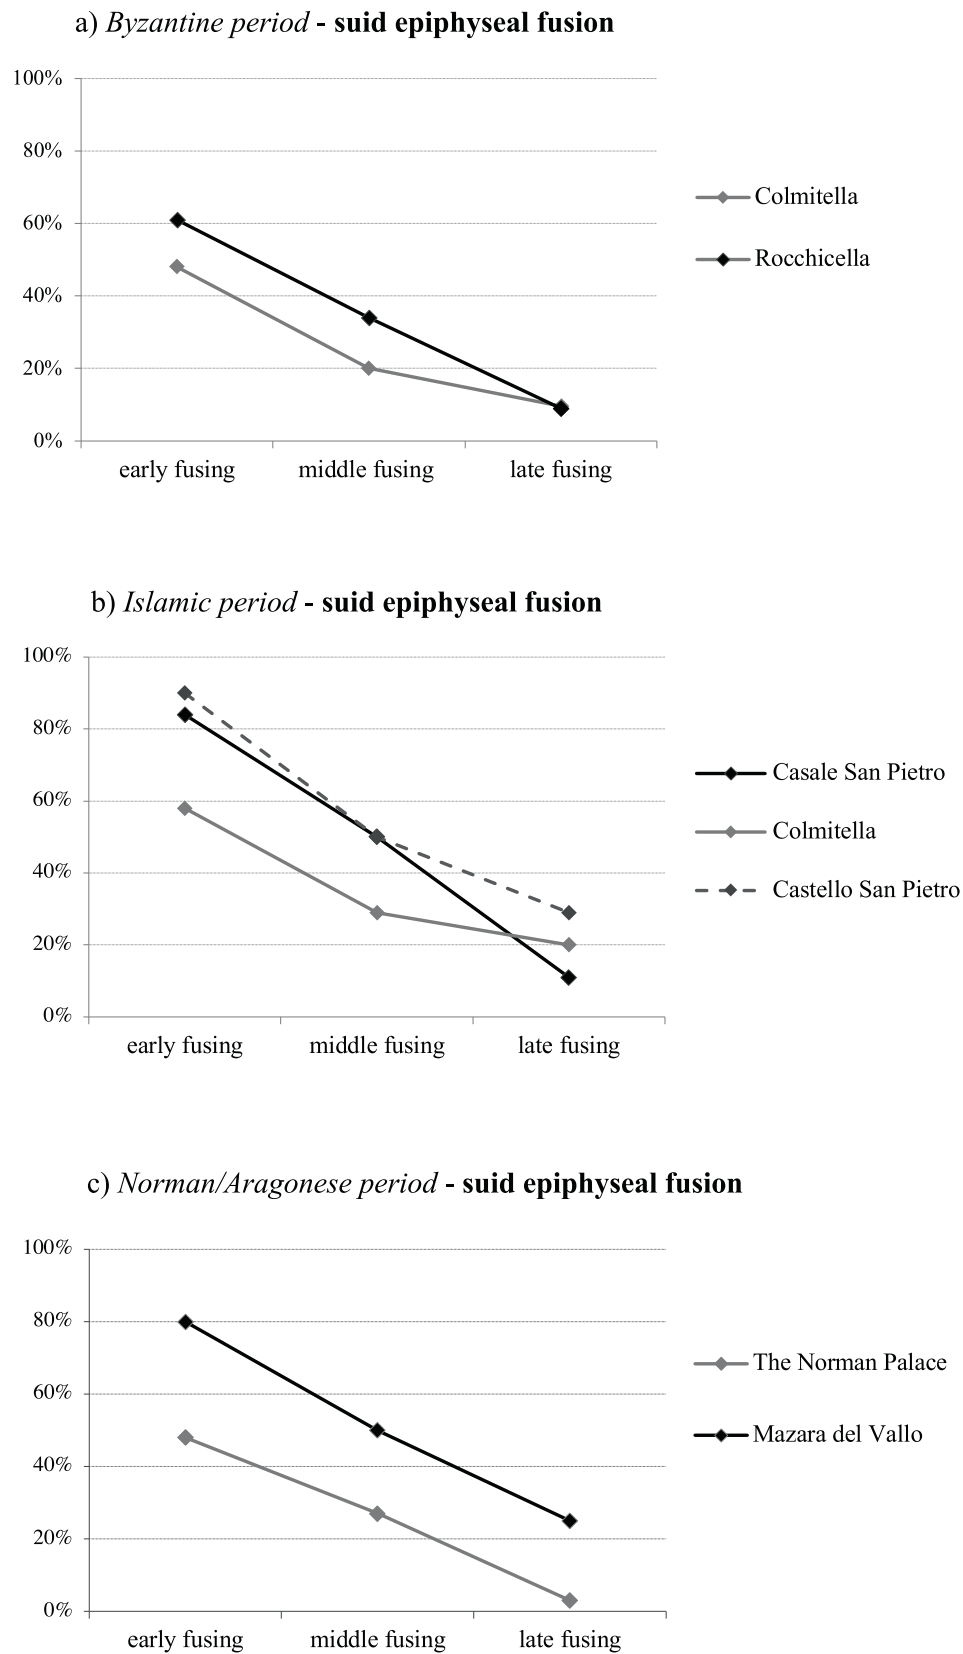 a) Byzantine period - suid epiphyseal fusion
100%
80%
60%
40%
20%
0%
early fusing middle fusing late fusing
Colmitella
Rocchicella
b) Islamic period - suid epiphyseal fusion
100%
80%
60%
40%
20%
0%
early fusing middle fusing late fusing
Casale San Pietro
Colmitella
Castello San Pietro
c) Norman/Aragonese period - suid epiphyseal fusion
100%
80%
60%
40%
20%
0%
early fusing middle fusing late fusing
The Norman Palace
Mazara del Vallo